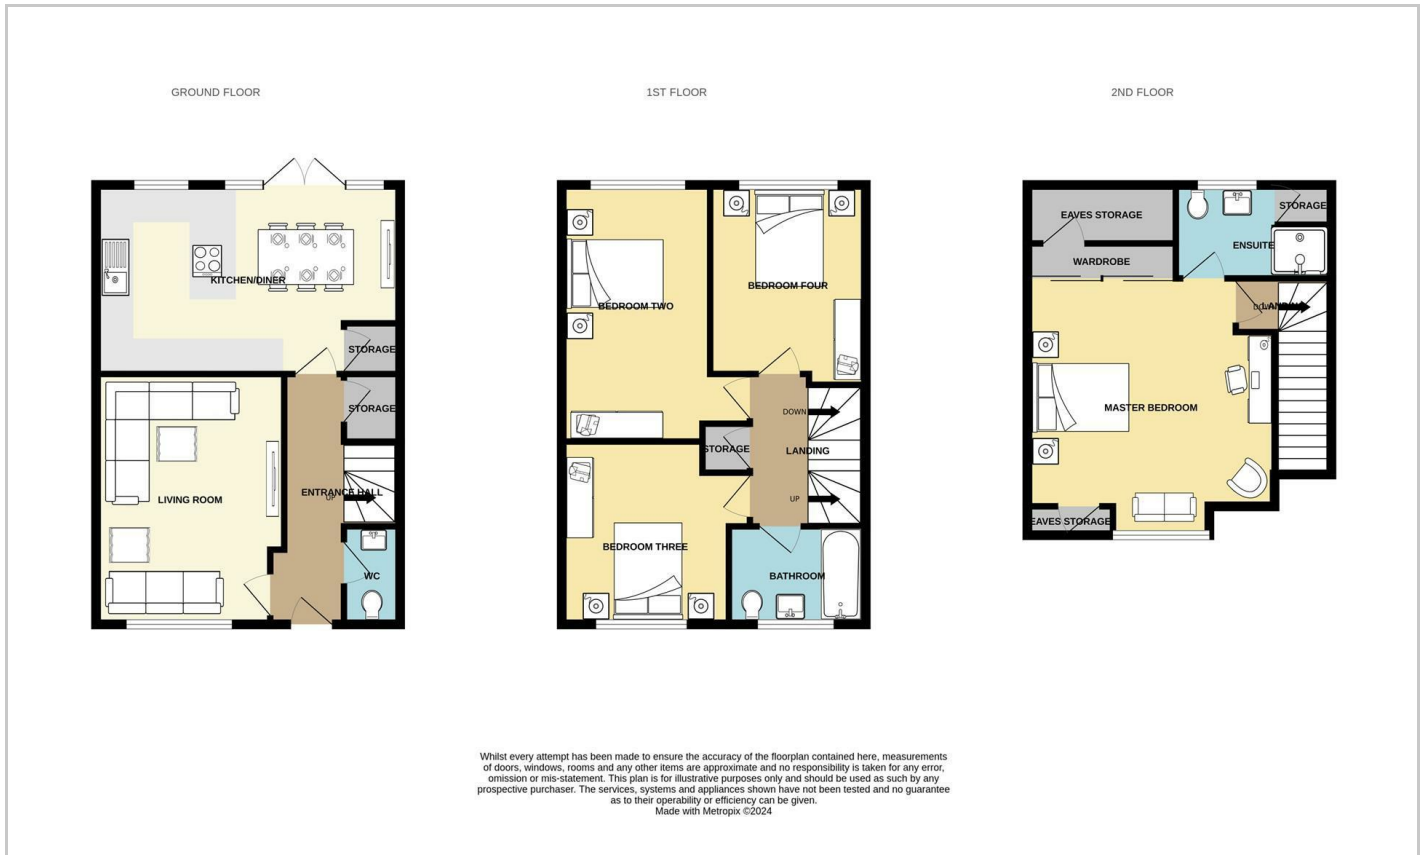 GROUND FLOOR
1ST FLOOR
2ND FLOOR
KITCHEN/DINER
STORAGE
STORAGE
LIVING ROOM
ENTRANCE HALL
UP
WC
BEDROOM TWO
BEDROOM FOUR
DOWN
STORAGE
LANDING
UP
BEDROOM THREE
BATHROOM
EAVES STORAGE
STORAGE
ENSUITE
WARDROBE
DOWN
LANDING
MASTER BEDROOM
EAVES STORAGE
Whilst every attempt has been made to ensure the accuracy of the floorplan contained here, measurements
of doors, windows, rooms and any other items are approximate and no responsibility is taken for any error,
omission or mis-statement. This plan is for illustrative purposes only and should be used as such by any
prospective purchaser. The services, systems and appliances shown have not been tested and no guarantee
as to their operability or efficiency can be given.
Made with Metropix ©2024